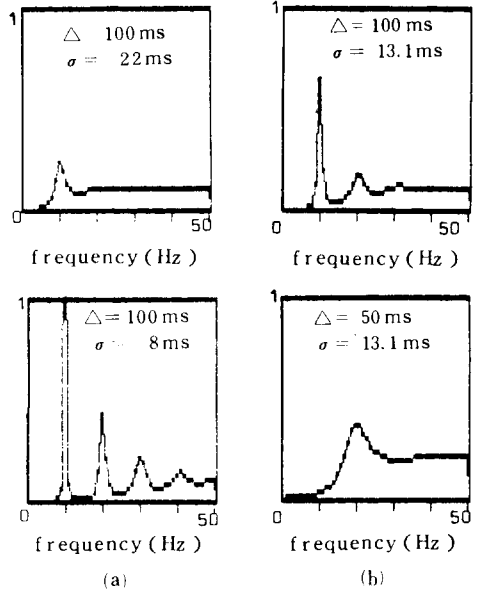 1
△ 100 ms
σ = 22 ms
0
50
frequency (Hz)
△ = 100 ms
σ = 13.1 ms
0
50
frequency (Hz)
1
△ = 100 ms
σ = 8 ms
0
50
frequency (Hz)
(a)
1
△ = 50 ms
σ = 13.1 ms
0
50
frequency (Hz)
(b)